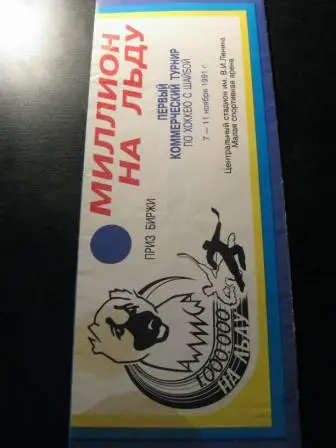 МИЛЛИОН
НА ЛЬДУ
ПЕРВЫЙ
КОММЕРЧЕСКИЙ ТУРНИР
ПО ХОККЕЮ С ШАЙБОЙ
7 — 11 ноября 1991 г.
Центральный стадион им. В.И.Ленина
Малая спортивная арена
ПРИЗ БИРЖИ
1000000
НА ЛЬДУ